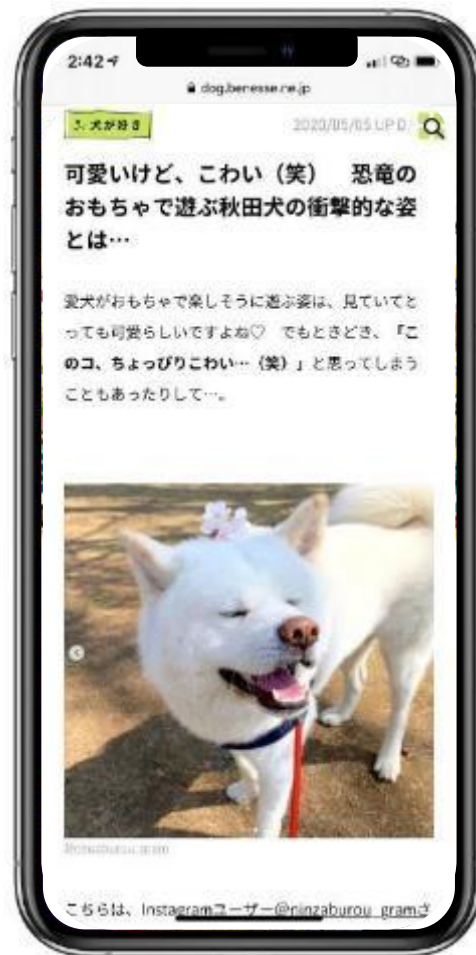 2:42
dog.benesse.ne.jp
犬が好き
2020/05/05 UP D
可愛いけど、こわい（笑）　恐竜の
おもちゃで遊ぶ秋田犬の衝撃的な姿
とは…
愛犬がおもちゃで楽しそうに遊ぶ姿は、見ていてと
っても可愛らしいですよね♡　でもときどき、「こ
のコ、ちょっぴりこわい…（笑）」と思ってしまう
こともあったりして…。
こちらは、Instagramユーザー@ninzaburou_gramさ